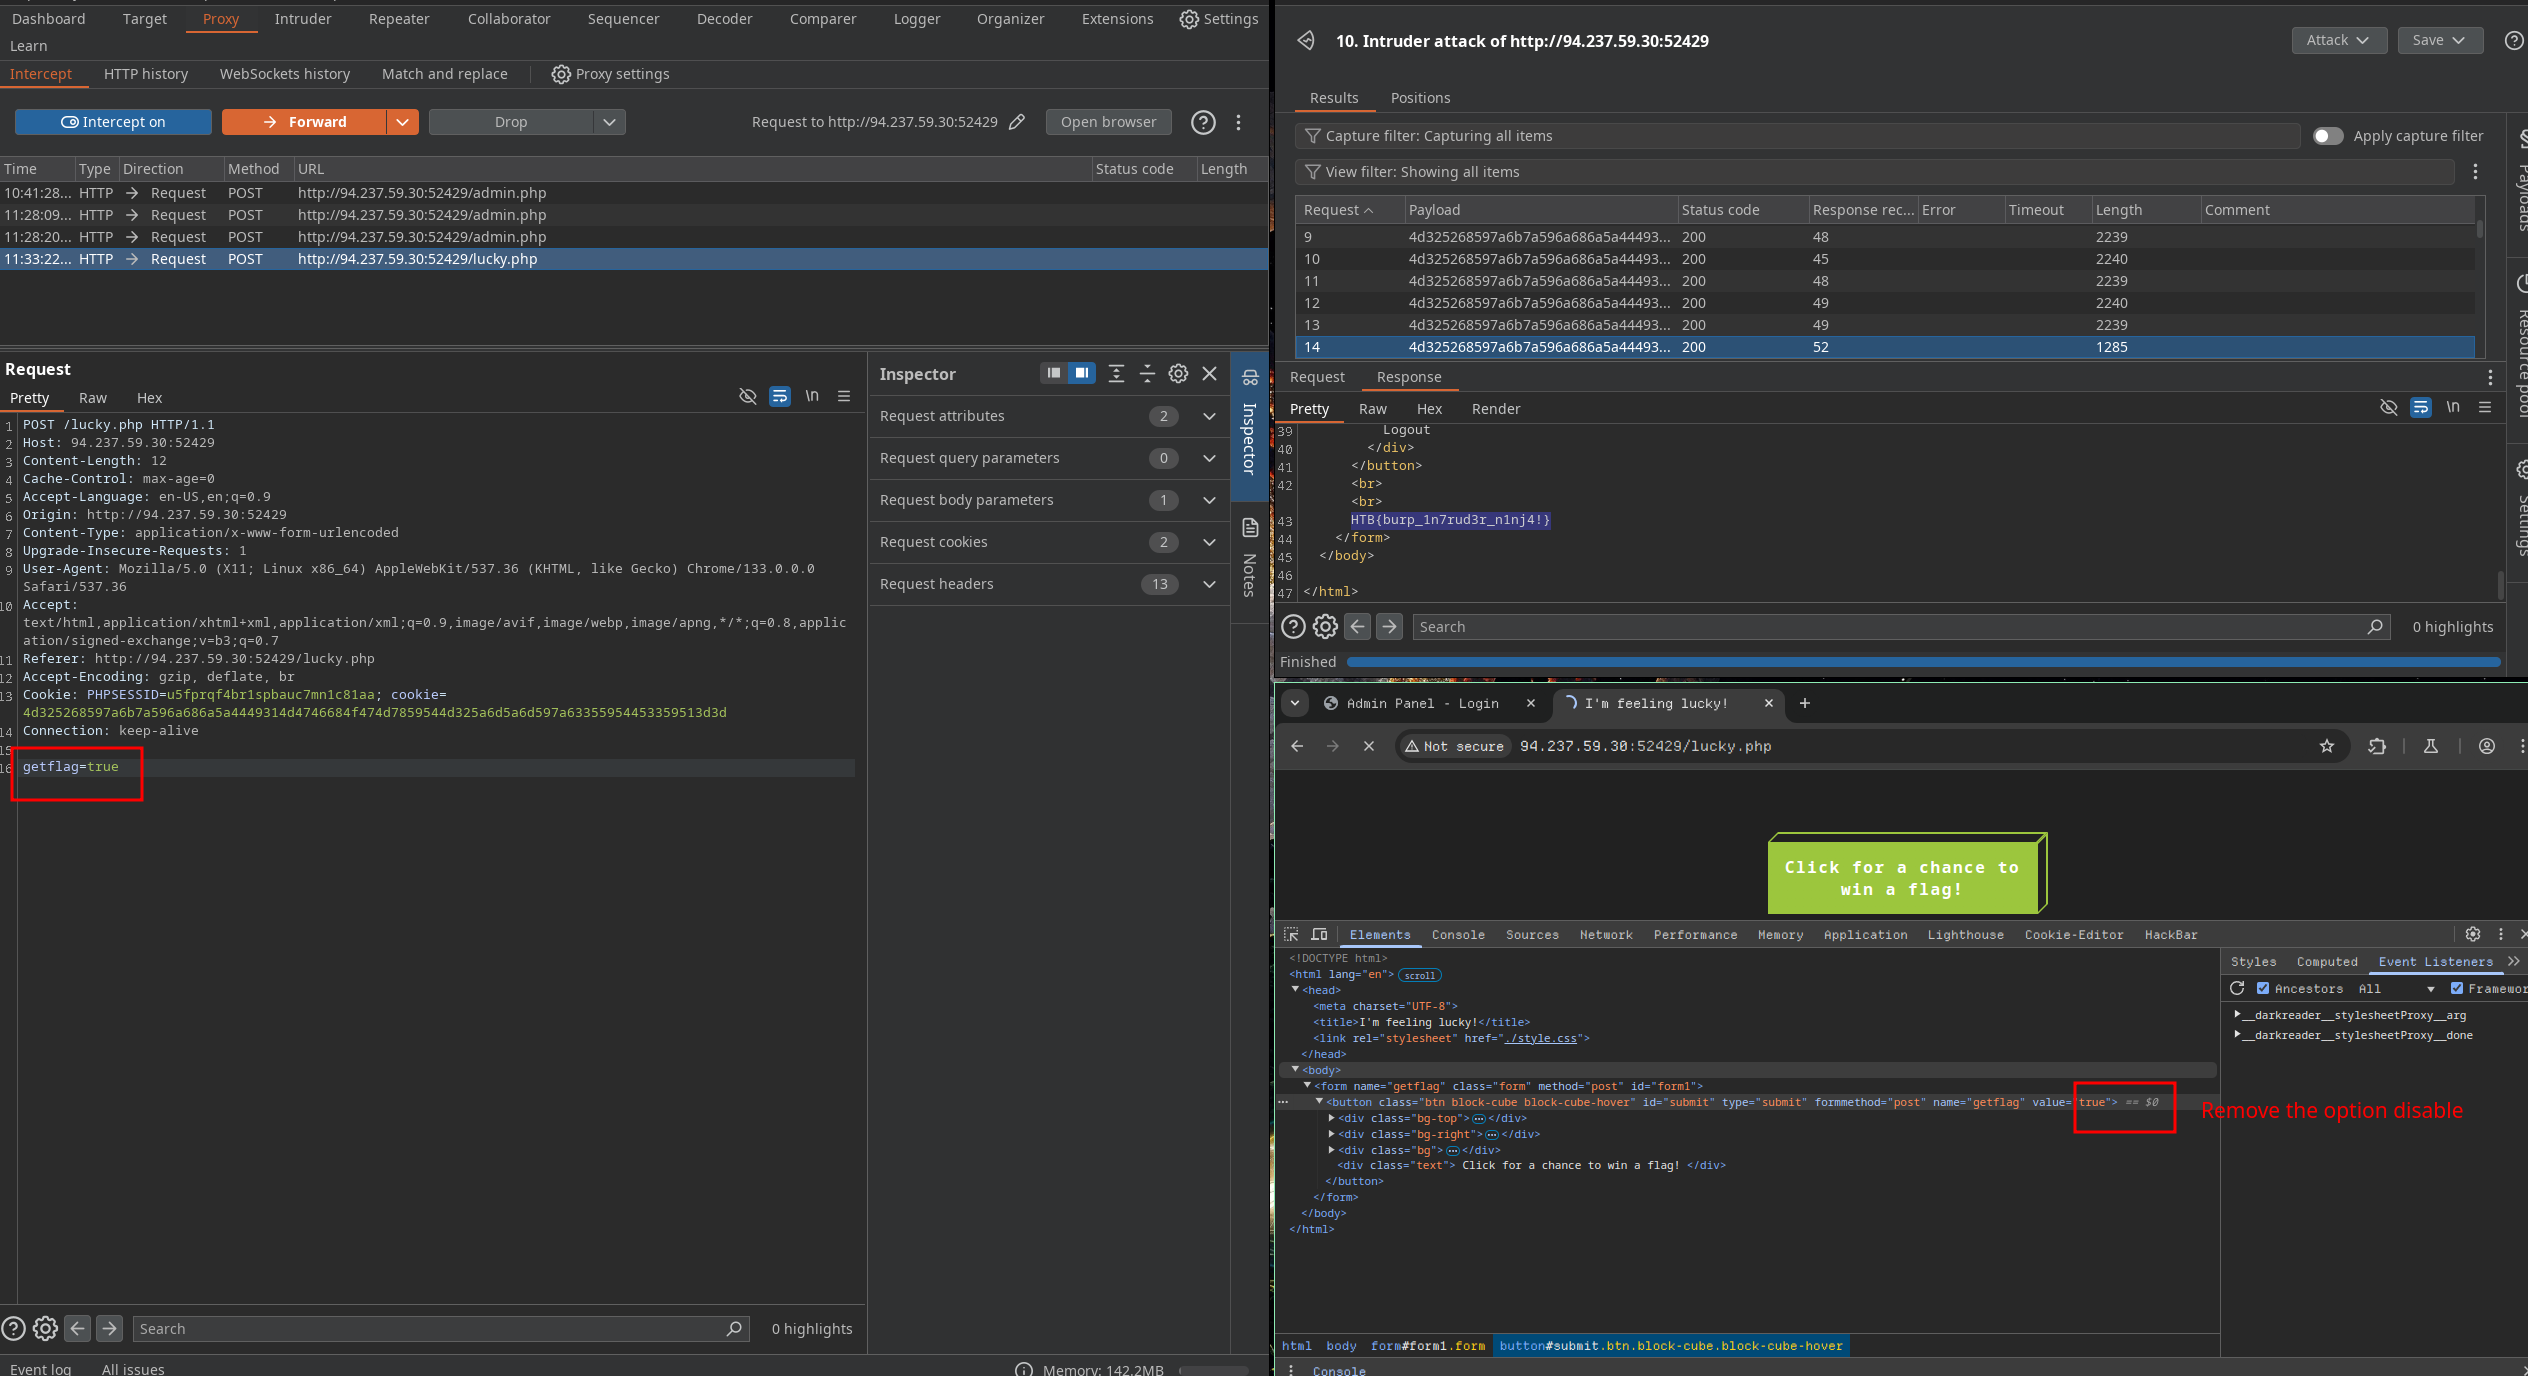 Dashboard Target Proxy Intruder Repeater Collaborator Sequencer Decoder Comparer Logger Organizer Extensions Settings
Learn
Intercept HTTP history WebSockets history Match and replace Proxy settings
Intercept on Forward Drop Request to http://94.237.59.30:52429 Open browser
Time Type Direction Method URL Status code Length
10:41:28... HTTP → Request POST http://94.237.59.30:52429/admin.php
11:28:09... HTTP → Request POST http://94.237.59.30:52429/admin.php
11:28:20... HTTP → Request POST http://94.237.59.30:52429/admin.php
11:33:22... HTTP → Request POST http://94.237.59.30:52429/lucky.php
Request
Pretty Raw Hex \n
1 POST /lucky.php HTTP/1.1
2 Host: 94.237.59.30:52429
3 Content-Length: 12
4 Cache-Control: max-age=0
5 Accept-Language: en-US,en;q=0.9
6 Origin: http://94.237.59.30:52429
7 Content-Type: application/x-www-form-urlencoded
8 Upgrade-Insecure-Requests: 1
9 User-Agent: Mozilla/5.0 (X11; Linux x86_64) AppleWebKit/537.36 (KHTML, like Gecko) Chrome/133.0.0.0
Safari/537.36
10 Accept:
text/html,application/xhtml+xml,application/xml;q=0.9,image/avif,image/webp,image/apng,*/*;q=0.8,applic
ation/signed-exchange;v=b3;q=0.7
11 Referer: http://94.237.59.30:52429/lucky.php
12 Accept-Encoding: gzip, deflate, br
13 Cookie: PHPSESSID=u5fprqf4br1spbauc7mn1c81aa; cookie=
4d325268597a6b7a596a686a5a4449314d4746684f474d7859544d325a6d5a6d597a63355954453359513d3d
14 Connection: keep-alive
15
16 getflag=true
Search 0 highlights
Event log All issues Memory: 142.2MB
Inspector
Request attributes 2
Request query parameters 0
Request body parameters 1
Request cookies 2
Request headers 13
Inspector
Notes
10. Intruder attack of http://94.237.59.30:52429 Attack Save
Results Positions
Capture filter: Capturing all items Apply capture filter
View filter: Showing all items
Request Payload Status code Response rec... Error Timeout Length Comment
9 4d325268597a6b7a596a686a5a44493... 200 48 2239
10 4d325268597a6b7a596a686a5a44493... 200 45 2240
11 4d325268597a6b7a596a686a5a44493... 200 48 2239
12 4d325268597a6b7a596a686a5a44493... 200 49 2240
13 4d325268597a6b7a596a686a5a44493... 200 49 2239
14 4d325268597a6b7a596a686a5a44493... 200 52 1285
Payloads
Resource pool
Settings
Request Response
Pretty Raw Hex Render \n
39 Logout
40 </div>
41 </button>
42 <br>
<br>
43 HTB{burp_1n7rud3r_n1nj4!}
44 </form>
45 </body>
46
47 </html>
Search 0 highlights
Finished
Admin Panel - Login I'm feeling lucky!
Not secure 94.237.59.30:52429/lucky.php
Click for a chance to
win a flag!
Elements Console Sources Network Performance Memory Application Lighthouse Cookie-Editor HackBar
<!DOCTYPE html>
<html lang="en"> scroll
<head>
<meta charset="UTF-8">
<title>I'm feeling lucky!</title>
<link rel="stylesheet" href="./style.css">
</head>
<body>
<form name="getflag" class="form" method="post" id="form1">
<button class="btn block-cube block-cube-hover" id="submit" type="submit" formmethod="post" name="getflag" value="true"> == $0
<div class="bg-top"> … </div>
<div class="bg-right"> … </div>
<div class="bg"> … </div>
<div class="text"> Click for a chance to win a flag! </div>
</button>
</form>
</body>
</html>
Remove the option disable
Styles Computed Event Listeners
Ancestors All Framewor
__darkreader__stylesheetProxy__arg
__darkreader__stylesheetProxy__done
html body form#form1.form button#submit.btn.block-cube.block-cube-hover
Console